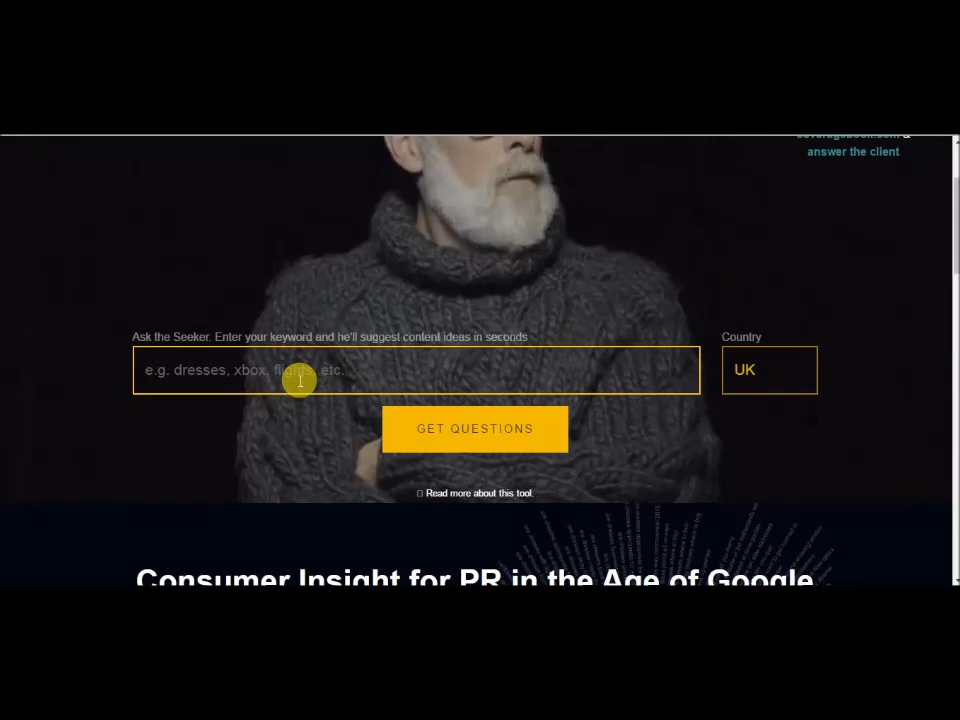 answer the client
Ask the Seeker. Enter your keyword and he'll suggest content ideas in seconds
Country
e.g. dresses, xbox, flights, etc.
UK
GET QUESTIONS
Read more about this tool.
Consumer Insight for PR in the Age of Google